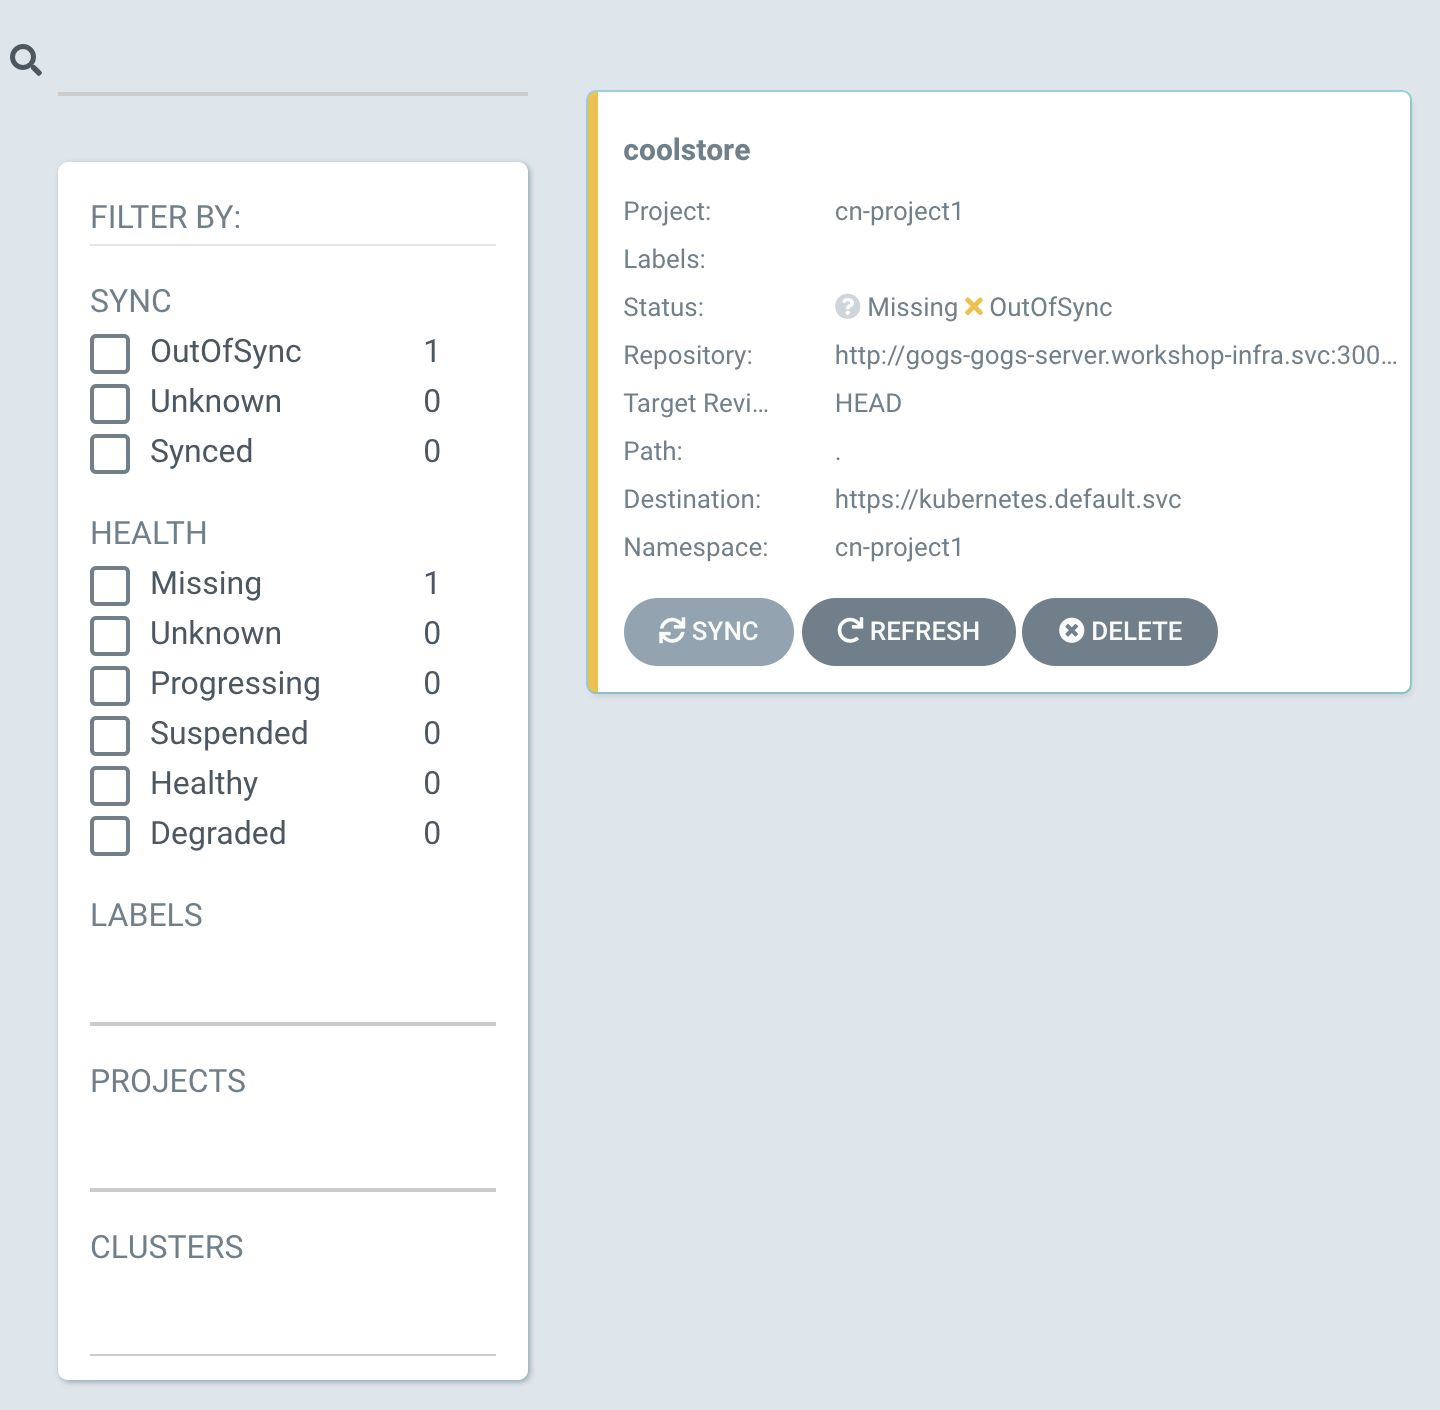 FILTER BY:
SYNC
OutOfSync 1
Unknown 0
Synced 0
HEALTH
Missing 1
Unknown 0
Progressing 0
Suspended 0
Healthy 0
Degraded 0
LABELS
PROJECTS
CLUSTERS
coolstore
Project: cn-project1
Labels:
Status: Missing OutOfSync
Repository: http://gogs-gogs-server.workshop-infra.svc:300...
Target Revi... HEAD
Path: .
Destination: https://kubernetes.default.svc
Namespace: cn-project1
SYNC REFRESH DELETE